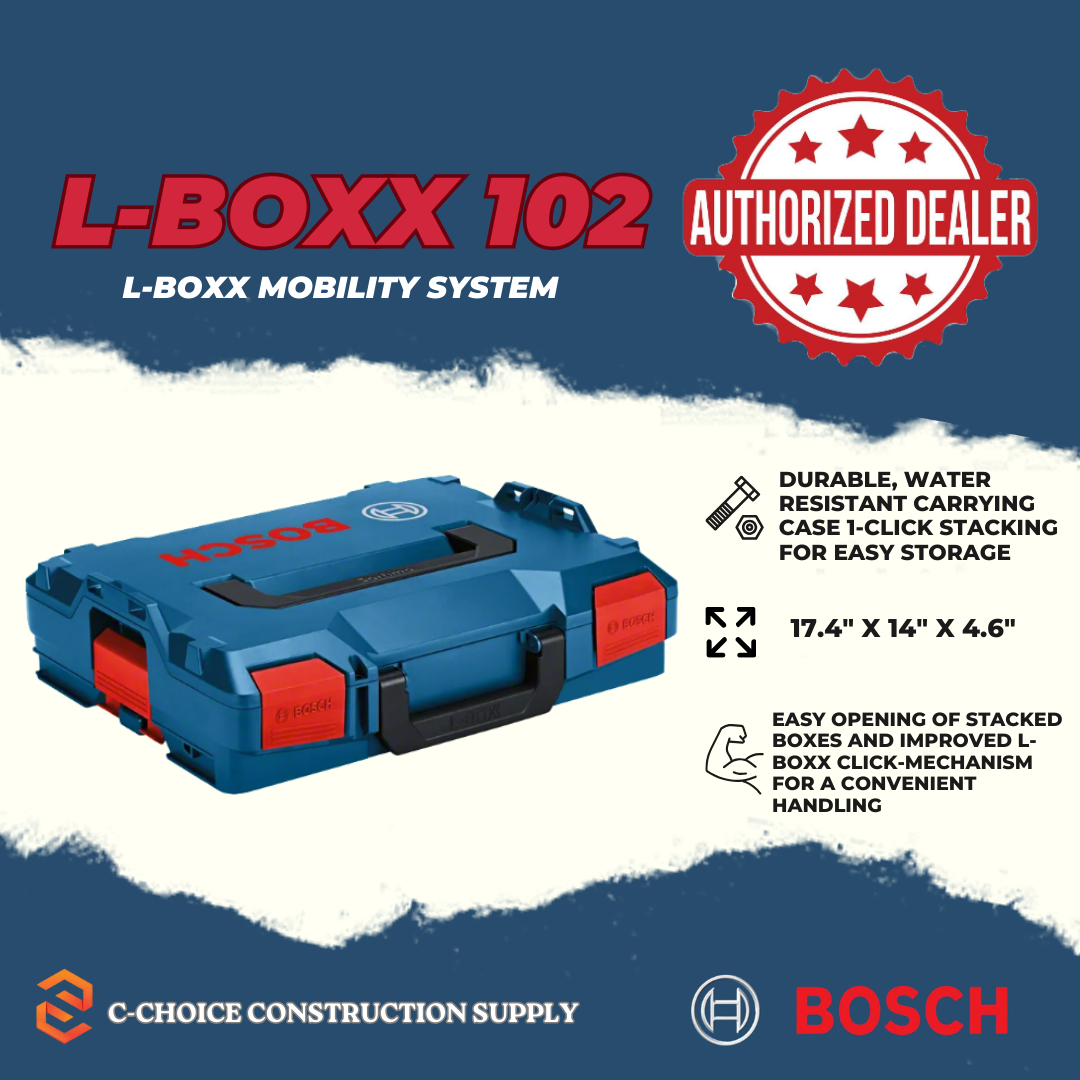 L-BOXX 102
L-BOXX MOBILITY SYSTEM
AUTHORIZED DEALER
DURABLE, WATER
RESISTANT CARRYING
CASE 1-CLICK STACKING
FOR EASY STORAGE
17.4" X 14" X 4.6"
EASY OPENING OF STACKED
BOXES AND IMPROVED L-
BOXX CLICK-MECHANISM
FOR A CONVENIENT
HANDLING
BOSCH
sortimo
BOSCH
BOSCH
L-BOXX
C-CHOICE CONSTRUCTION SUPPLY
BOSCH